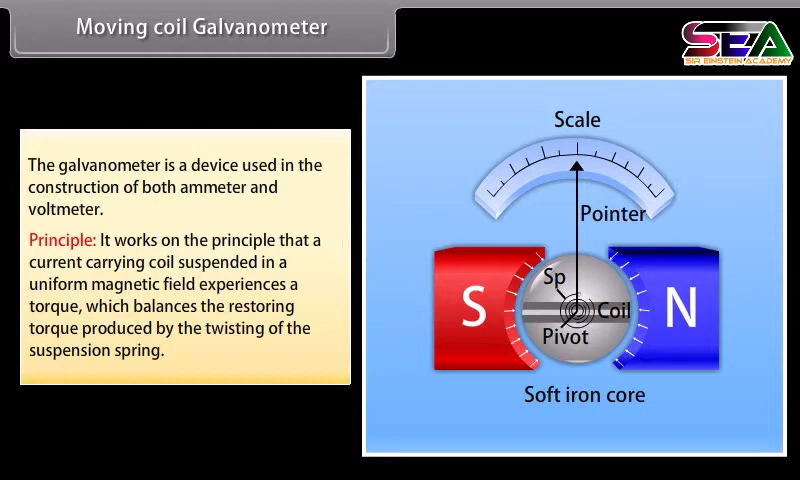 Moving coil Galvanometer
SEA
SIR EINSTEIN ACADEMY
The galvanometer is a device used in the
construction of both ammeter and
voltmeter.
Principle: It works on the principle that a
current carrying coil suspended in a
uniform magnetic field experiences a
torque, which balances the restoring
torque produced by the twisting of the
suspension spring.
Scale
Pointer
S
Sp
Coil
N
Pivot
Soft iron core